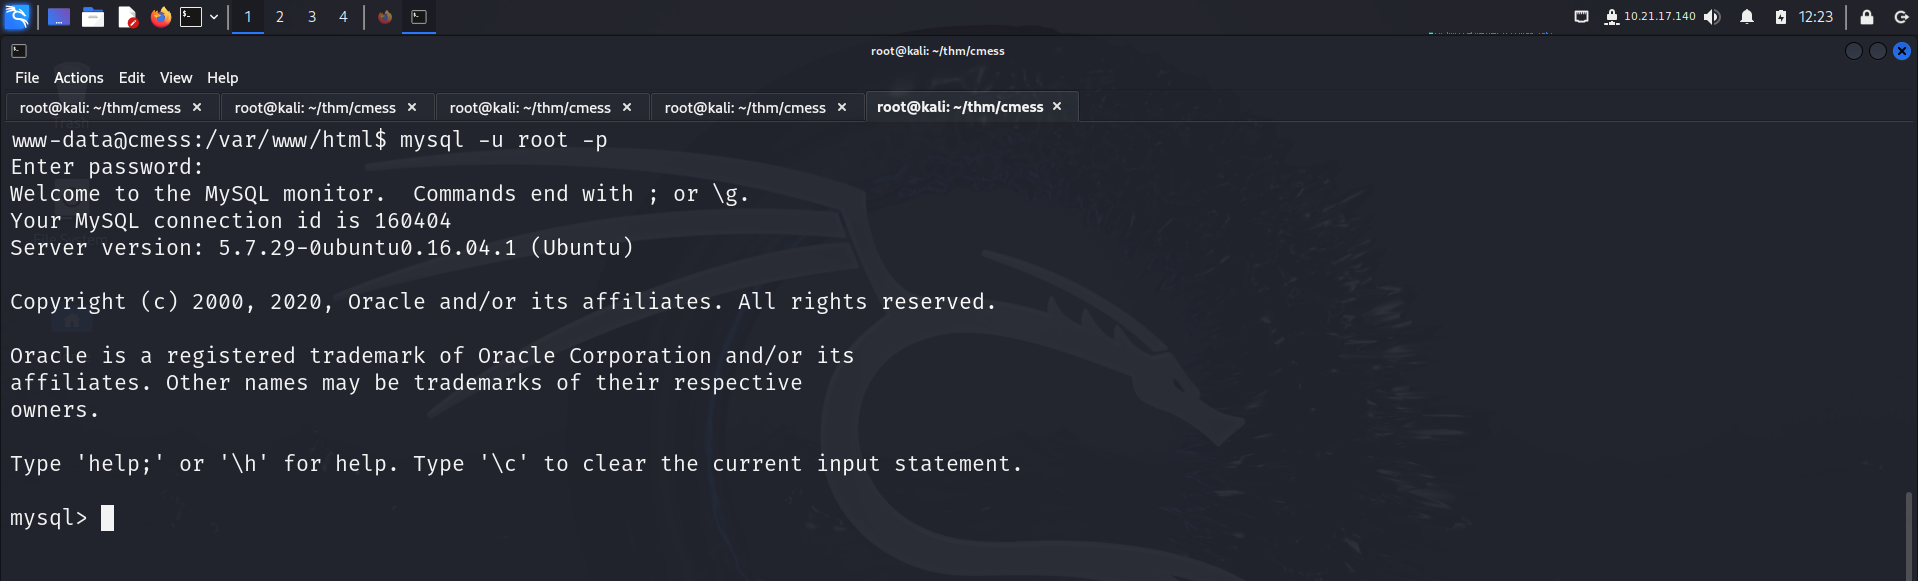 1 2 3 4 10.21.17.140 12:23
root@kali: ~/thm/cmess
File Actions Edit View Help
root@kali: ~/thm/cmess × root@kali: ~/thm/cmess × root@kali: ~/thm/cmess × root@kali: ~/thm/cmess × root@kali: ~/thm/cmess ×
www-data@cmess:/var/www/html$ mysql -u root -p
Enter password:
Welcome to the MySQL monitor.  Commands end with ; or \g.
Your MySQL connection id is 160404
Server version: 5.7.29-0ubuntu0.16.04.1 (Ubuntu)
Copyright (c) 2000, 2020, Oracle and/or its affiliates. All rights reserved.
Oracle is a registered trademark of Oracle Corporation and/or its
affiliates. Other names may be trademarks of their respective
owners.
Type 'help;' or '\h' for help. Type '\c' to clear the current input statement.
mysql>